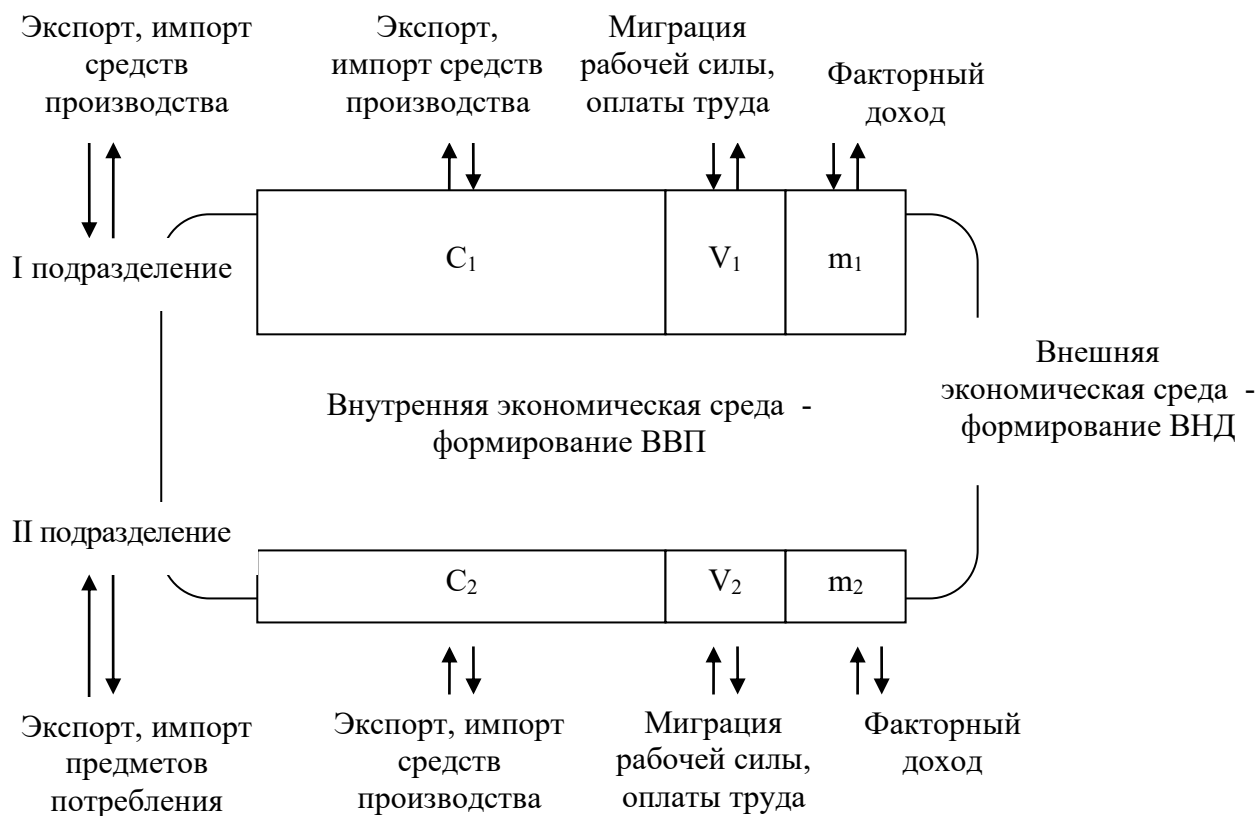 Экспорт, импорт
средств
производства
Экспорт,
импорт средств
производства
Миграция
рабочей силы,
оплаты труда
Факторный
доход
I подразделение
C1
V1
m1
Внутренняя экономическая среда -
формирование ВВП
Внешняя
экономическая среда -
формирование ВНД
II подразделение
C2
V2
m2
Экспорт, импорт
предметов
потребления
Экспорт, импорт
средств
производства
Миграция
рабочей силы,
оплаты труда
Факторный
доход